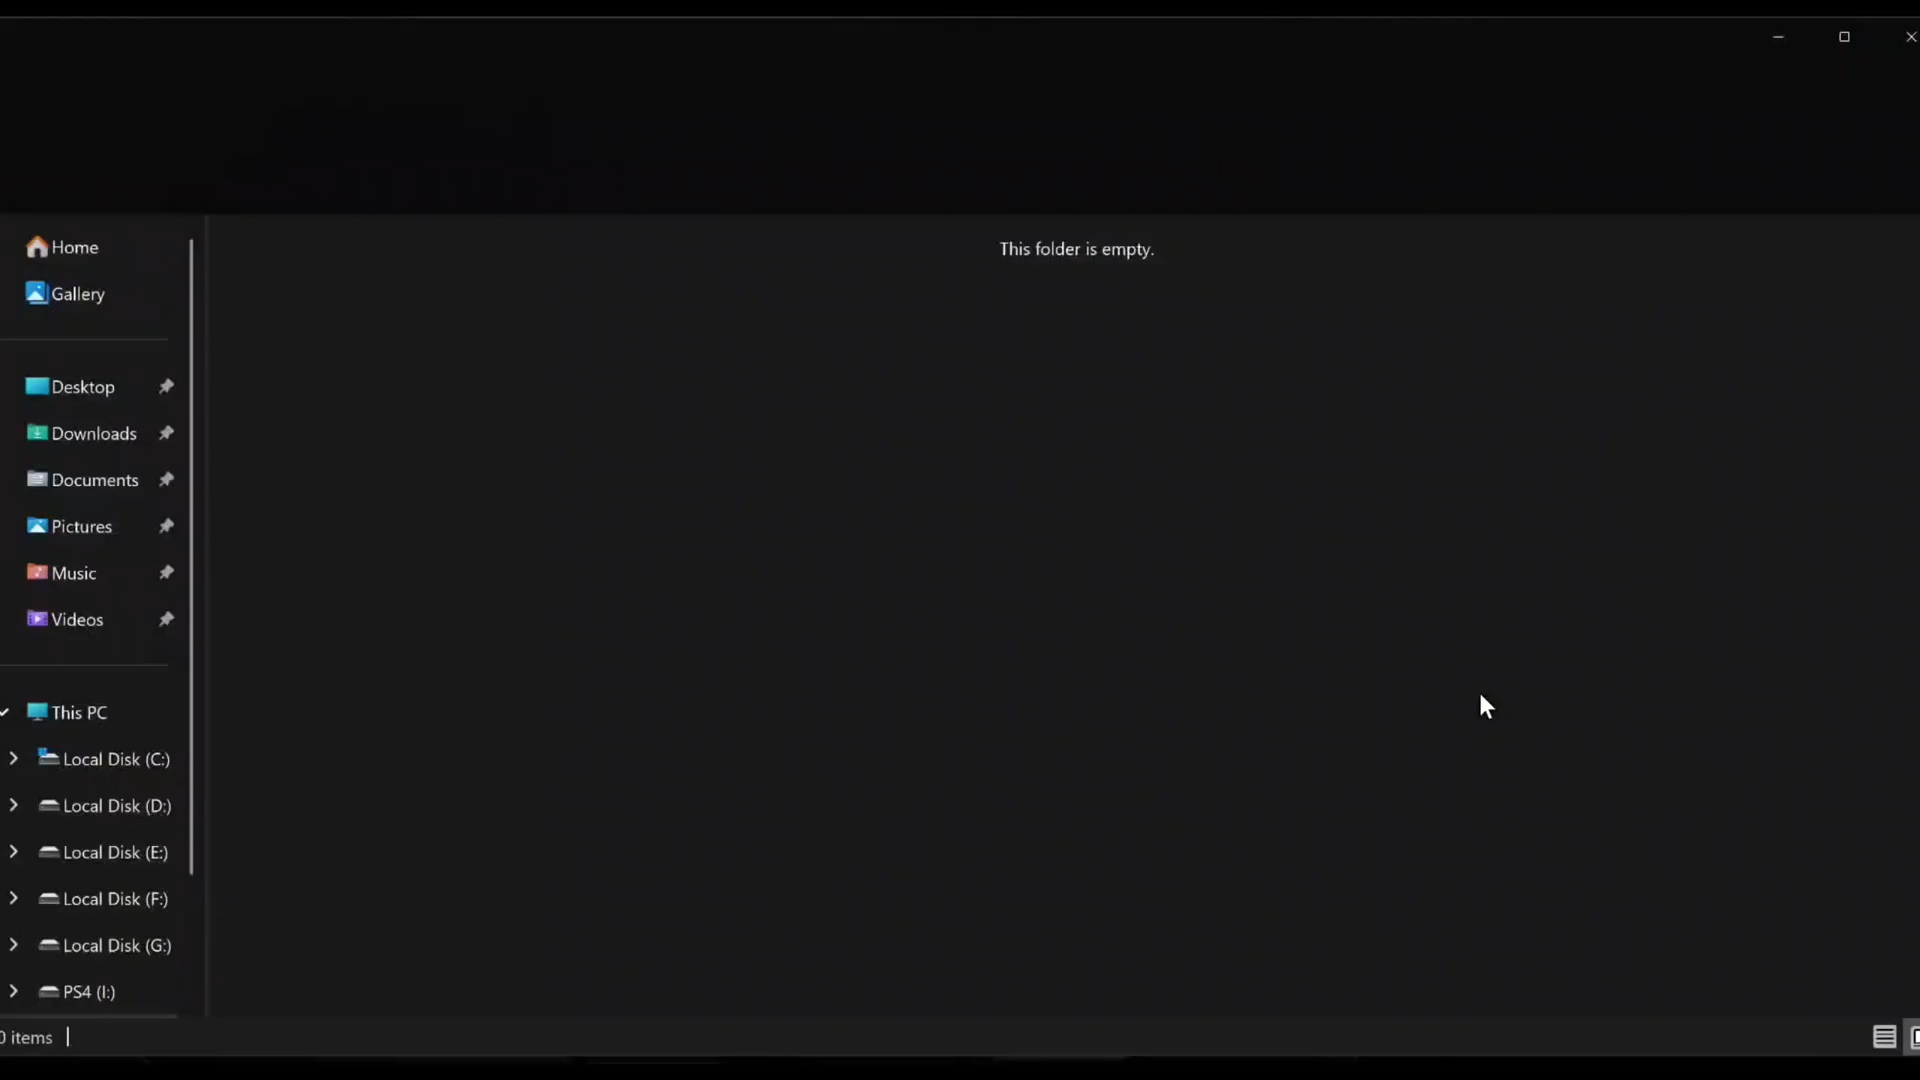 Home
Gallery
This folder is empty.
Desktop
Downloads
Documents
Pictures
Music
Videos
This PC
Local Disk (C:)
Local Disk (D:)
Local Disk (E:)
Local Disk (F:)
Local Disk (G:)
PS4 (I:)
0 items